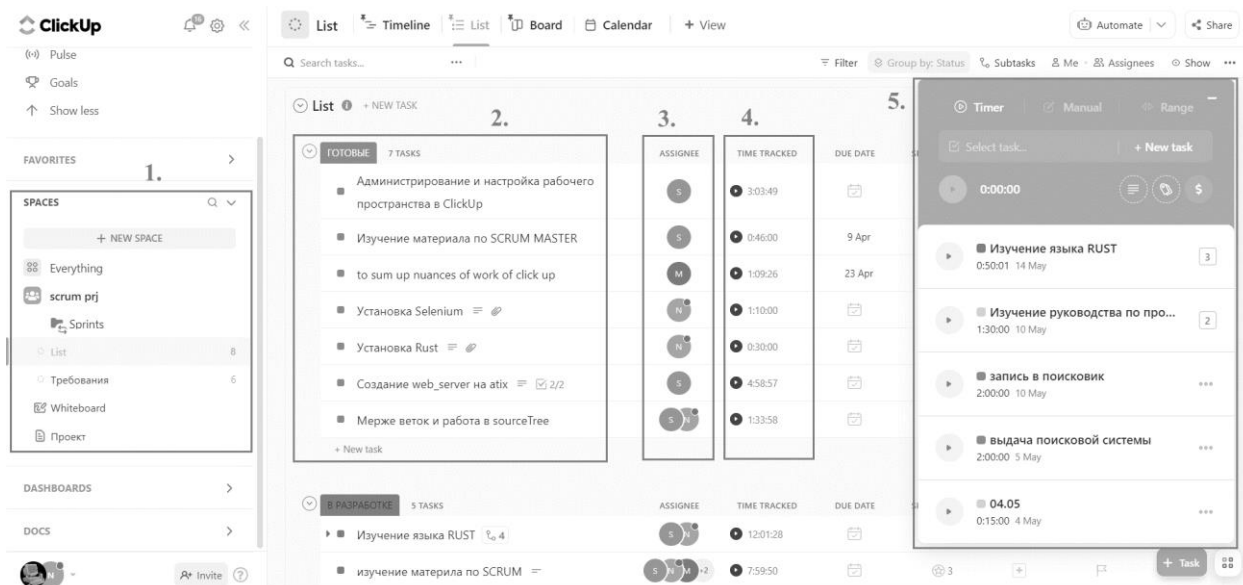 ClickUp
16
List
Timeline
List
Board
Calendar
+ View
Automate
Share
Pulse
Goals
Show less
Search tasks...
Filter
Group by: Status
Subtasks
Me
Assignees
Show
FAVORITES
1.
SPACES
+ NEW SPACE
Everything
scrum prj
Sprints
List 8
Требования 6
Whiteboard
Проект
DASHBOARDS
DOCS
N
Invite
List + NEW TASK
2.
3.
4.
5.
ГОТОВЫЕ 7 TASKS ASSIGNEE TIME TRACKED DUE DATE
Администрирование и настройка рабочего
пространства в ClickUp S 3:03:49
Изучение материала по SCRUM MASTER S 0:46:00 9 Apr
to sum up nuances of work of click up M 1:09:26 23 Apr
Установка Selenium N 1:10:00
Установка Rust N 0:30:00
Создание web_server на atix 2/2 S 4:58:57
Мерже веток и работа в sourceTree S N 1:33:58
+ New task
В РАЗРАБОТКЕ 5 TASKS ASSIGNEE TIME TRACKED DUE DATE
Изучение языка RUST 4 S N 12:01:28
изучение материла по SCRUM S N M +2 7:59:50 3
Timer
Manual
Range
Select task...
+ New task
0:00:00
$
Изучение языка RUST
0:50:01 14 May 3
Изучение руководства по про...
1:30:00 10 May 2
запись в поисковик
2:00:00 10 May
выдача поисковой системы
2:00:00 5 May
04.05
0:15:00 4 May
+ Task